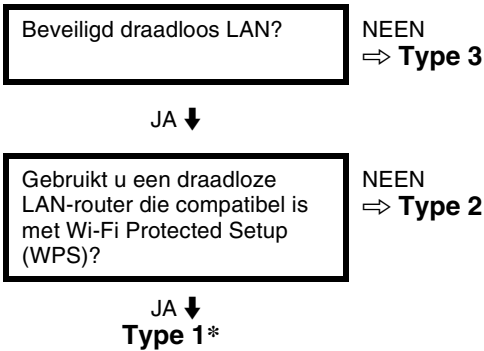 Beveiligd draadloos LAN?
NEEN
⇨ Type 3
JA ⬇
Gebruikt u een draadloze
LAN-router die compatibel is
met Wi-Fi Protected Setup
(WPS)?
NEEN
⇨ Type 2
JA ⬇
Type 1*